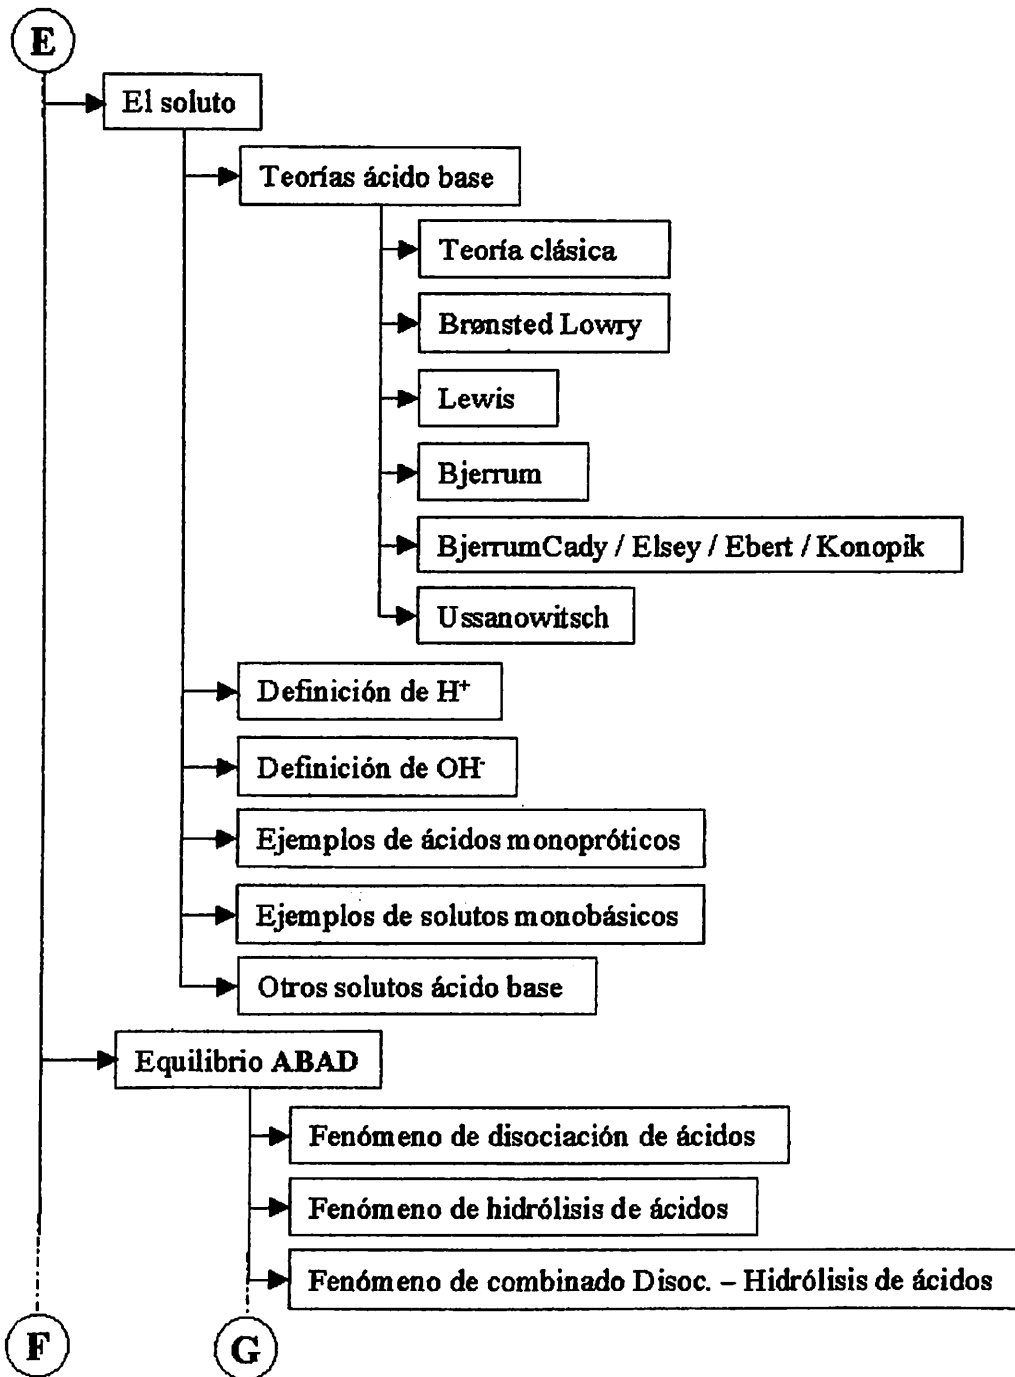 E
El soluto
Teorías ácido base
Teoría clásica
Brønsted Lowry
Lewis
Bjerrum
BjerrumCady / Elsey / Ebert / Konopik
Ussanowitsch
Definición de H⁺
Definición de OH⁻
Ejemplos de ácidos monopróticos
Ejemplos de solutos monobásicos
Otros solutos ácido base
Equilibrio ABAD
Fenómeno de disociación de ácidos
Fenómeno de hidrólisis de ácidos
Fenómeno de combinado Disoc. – Hidrólisis de ácidos
F
G